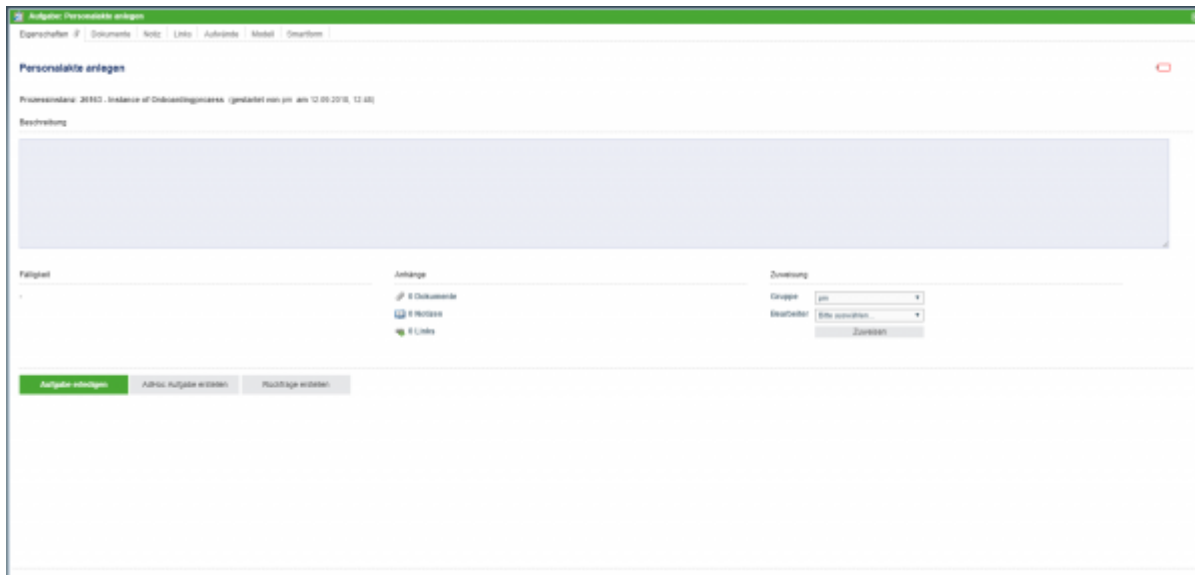 Aufgabe: Personalakte anlegen
Eigenschaften Dokumente Notiz Links Aufwände Modell Smartform
Personalakte anlegen
Prozessinstanz: 26163 . Instance of Onboardingprozess (gestartet von pm am 12.09.2018, 12:48)
Beschreibung
Fälligkeit
-
Anhänge
0 Dokumente
0 Notizen
0 Links
Zuweisung
Gruppe pm
Bearbeiter Bitte auswählen...
Zuweisen
Aufgabe erledigen AdHoc Aufgabe erstellen Rückfrage erstellen